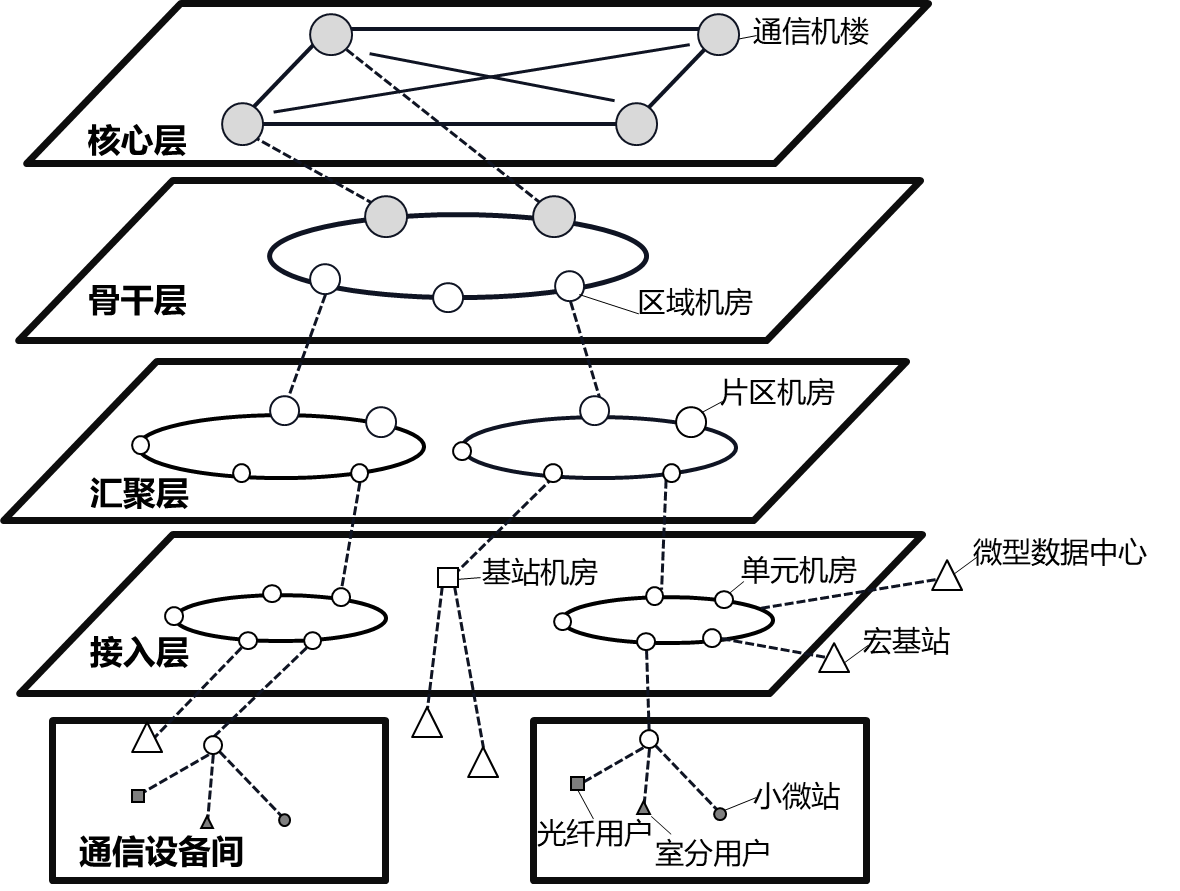 通信机楼
核心层
骨干层
区域机房
片区机房
汇聚层
微型数据中心
基站机房
单元机房
宏基站
接入层
小微站
光纤用户
通信设备间
室分用户